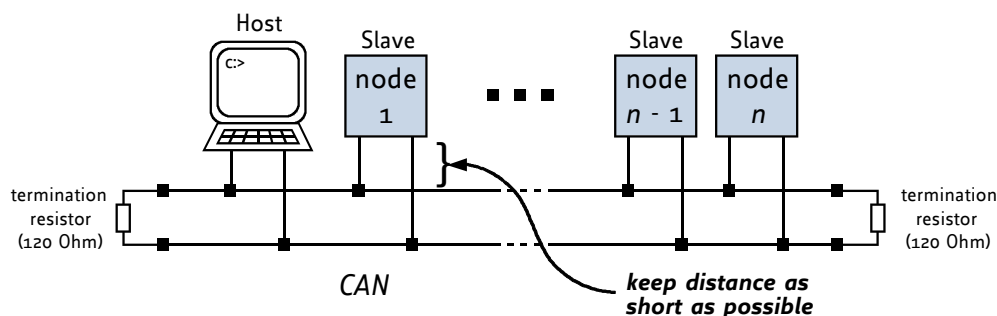 Host
C:>
Slave
node
1
Slave
node
n - 1
Slave
node
n
termination
resistor
(120 Ohm)
termination
resistor
(120 Ohm)
CAN
keep distance as
short as possible